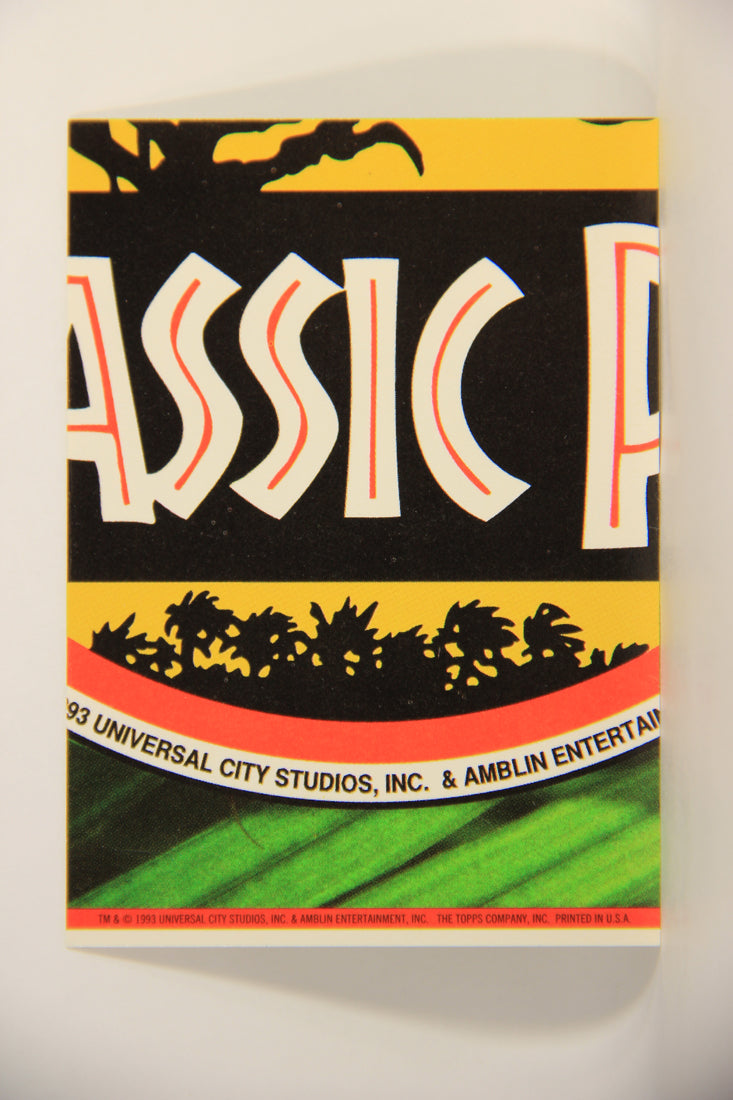 ASSIC P
93 UNIVERSAL CITY STUDIOS, INC. & AMBLIN ENTERTAIN
TM & © 1993 UNIVERSAL CITY STUDIOS, INC. & AMBLIN ENTERTAINMENT, INC. THE TOPPS COMPANY, INC. PRINTED IN U.S.A.